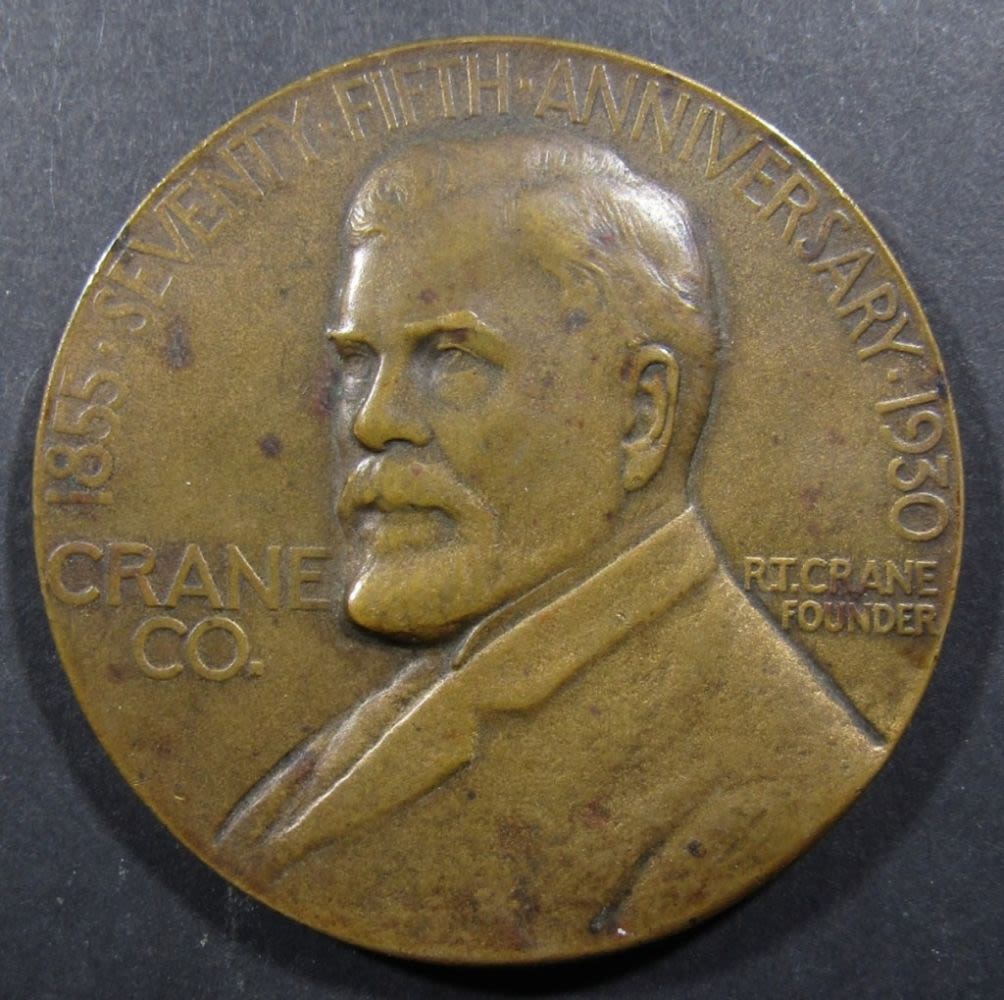 1855 · SEVENTY · FIFTH · ANNIVERSARY · 1930
CRANE
CO.
R.T. CRANE
FOUNDER